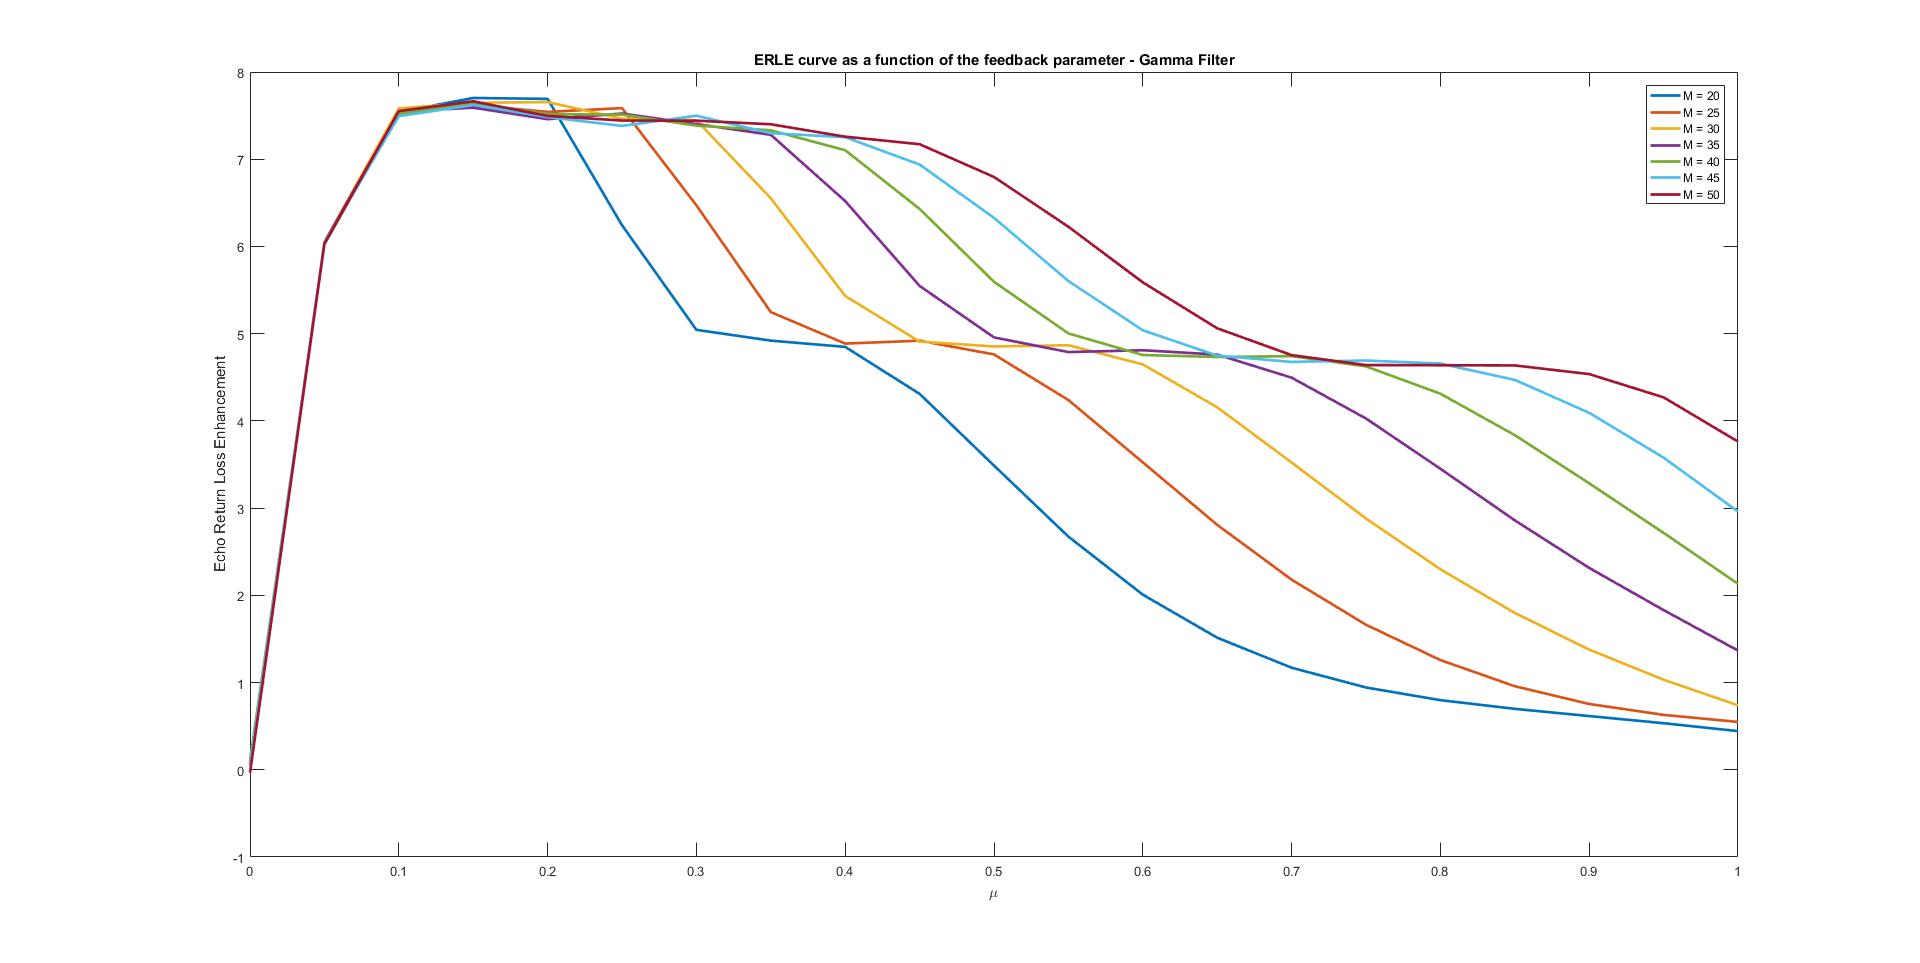 ERLE curve as a function of the feedback parameter - Gamma Filter
M = 20
M = 25
M = 30
M = 35
M = 40
M = 45
M = 50
Echo Return Loss Enhancement
8
7
6
5
4
3
2
1
0
-1
0 0.1 0.2 0.3 0.4 0.5 0.6 0.7 0.8 0.9 1
μ